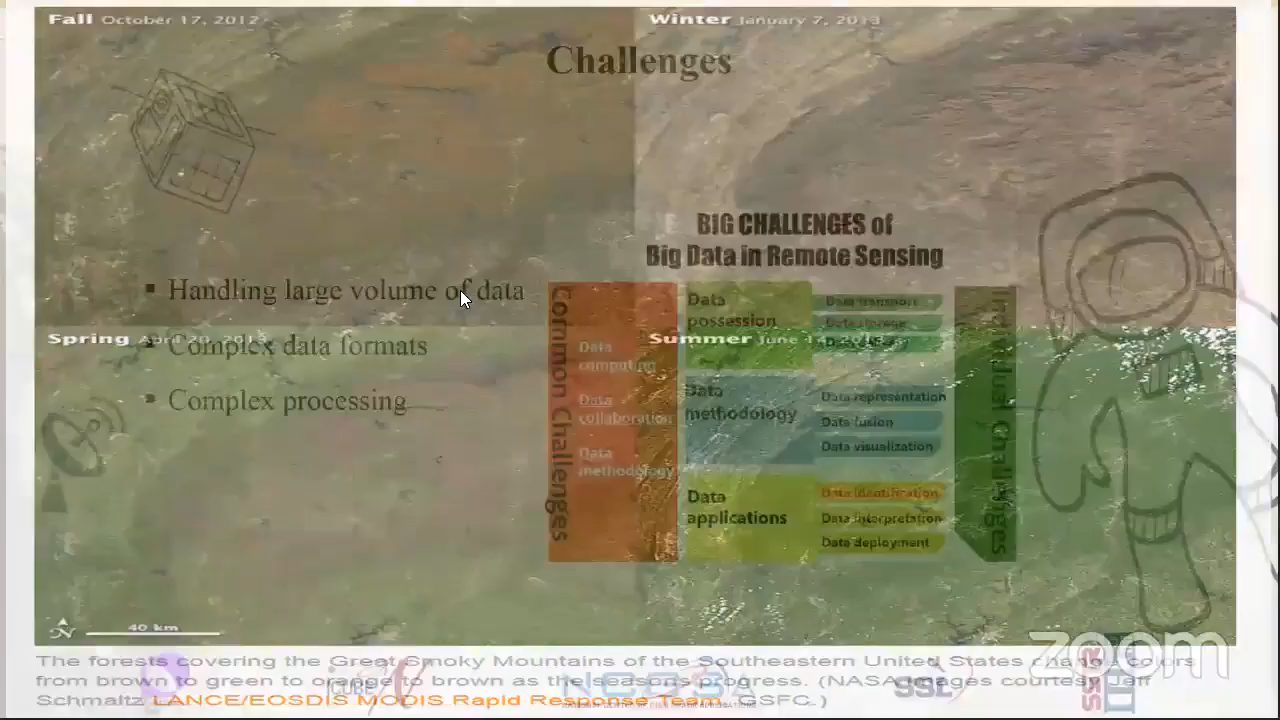 Fall October 17, 2012
Winter January 7, 2013
Challenges
BIG CHALLENGES of
Big Data in Remote Sensing
Handling large volume of data
Complex data formats
Complex processing
Spring April 20, 2013
Summer June
Common Challenges
Data computing
Data collaboration
Data methodology
Data possession
Data transport
Data storage
Data methodology
Data representation
Data fusion
Data visualization
Data applications
Data identification
Data interpretation
Data deployment
Individual Challenges
40 km
zoom
The forests covering the Great Smoky Mountains of the Southeastern United States change colors
from brown to green to orange to brown as the seasons progress. (NASA images courtesy Jeff
Schmaltz LANCE/EOSDIS MODIS Rapid Response Team, GSFC.)
SSL